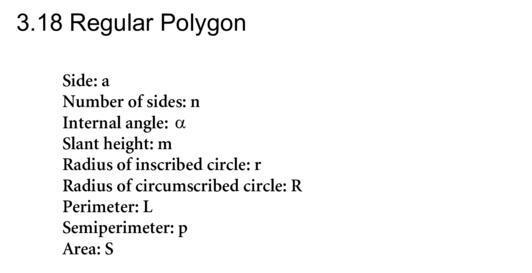 3.18 Regular Polygon
Side: a
Number of sides: n
Internal angle: α
Slant height: m
Radius of inscribed circle: r
Radius of circumscribed circle: R
Perimeter: L
Semiperimeter: p
Area: S